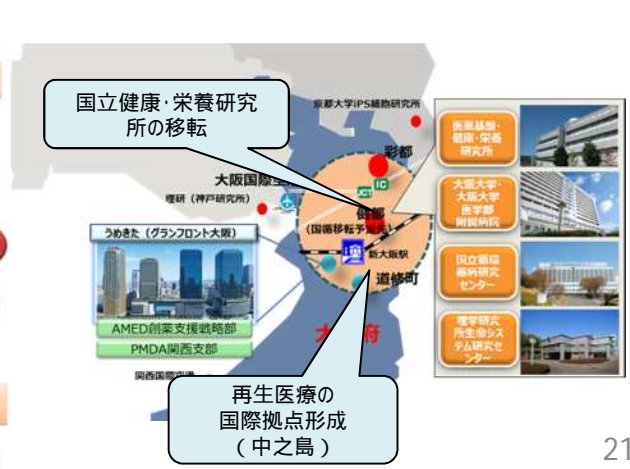 国立健康・栄養研究
所の移転
京都大学iPS細胞研究所
彩都
IC
JCT
大阪国際空
理研(神戸研究所)
健都
(国循移転予定
新大阪駅
道修町
うめきた(グランフロント大阪)
AMED創薬支援戦略部
PMDA関西支部
関西国際空港
府
再生医療の
国際拠点形成
(中之島)
医薬基盤・
健康・栄養
研究所
大阪大学・
大阪大学
医学部
附属病院
国立循環
器病研究
センター
理学研究
所生命シス
テム研究セ
ンター
21